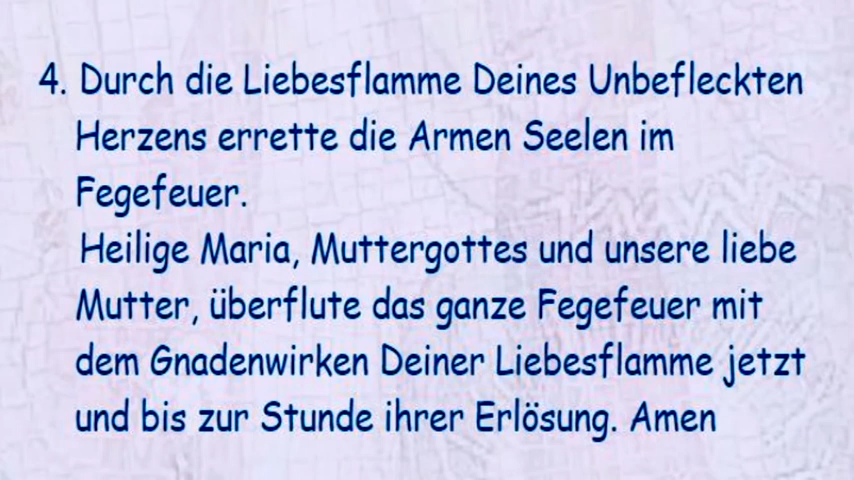 4. Durch die Liebesflamme Deines Unbefleckten
Herzens errette die Armen Seelen im
Fegefeuer.
Heilige Maria, Muttergottes und unsere liebe
Mutter, überflute das ganze Fegefeuer mit
dem Gnadenwirken Deiner Liebesflamme jetzt
und bis zur Stunde ihrer Erlösung. Amen